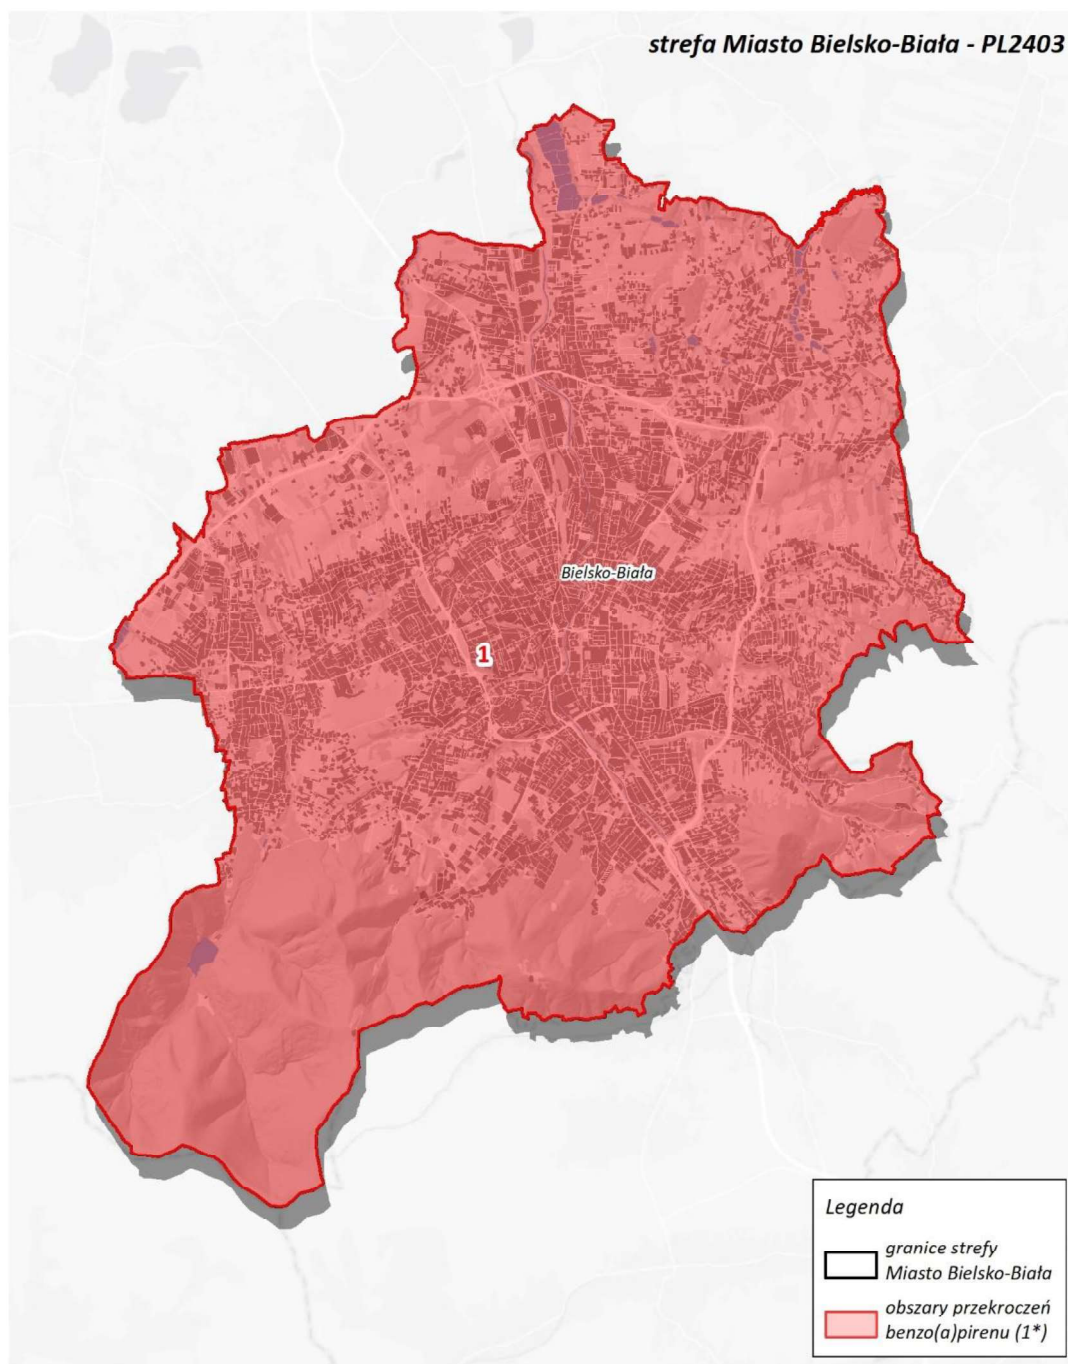 strefa Miasto Bielsko-Biała - PL2403
Bielsko-Biała
1
Legenda
granice strefy
Miasto Bielsko-Biała
obszary przekroczeń
benzo(a)pirenu (1*)